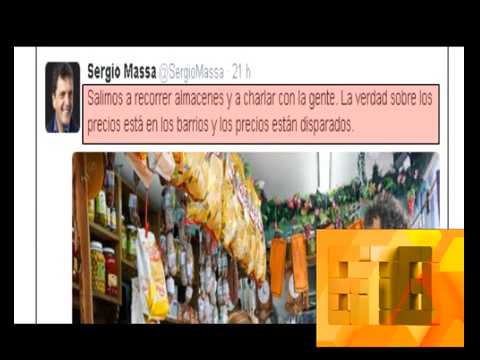 Sergio Massa @SergioMassa · 21 h
Salimos a recorrer almacenes y a charlar con la gente. La verdad sobre los
precios está en los barrios y los precios están disparados.